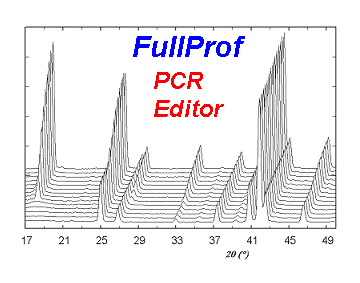 FullProf
PCR
Editor
17 21 25 29 33 37 41 45 49
2θ (°)